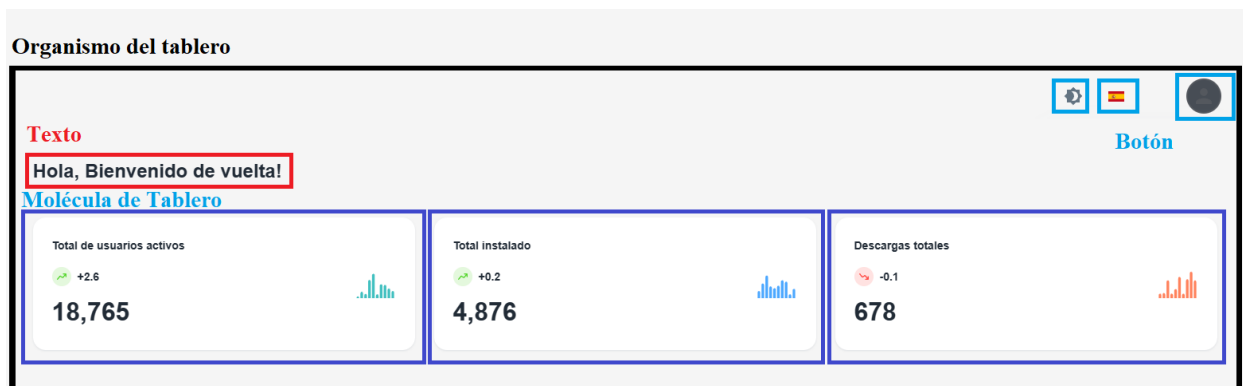 Organismo del tablero
Texto
Botón
Hola, Bienvenido de vuelta!
Molécula de Tablero
Total de usuarios activos
+2.6
18,765
Total instalado
+0.2
4,876
Descargas totales
-0.1
678